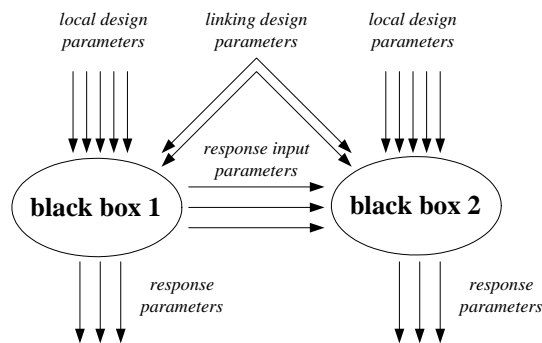 local design
parameters
linking design
parameters
local design
parameters
response input
parameters
black box 1
black box 2
response
parameters
response
parameters